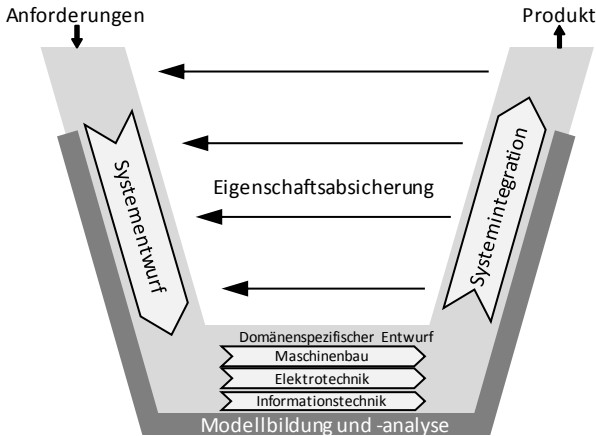 Anforderungen
Produkt
Systementwurf
Eigenschaftsabsicherung
Systemintegration
Domänenspezifischer Entwurf
Maschinenbau
Elektrotechnik
Informationstechnik
Modellbildung und -analyse